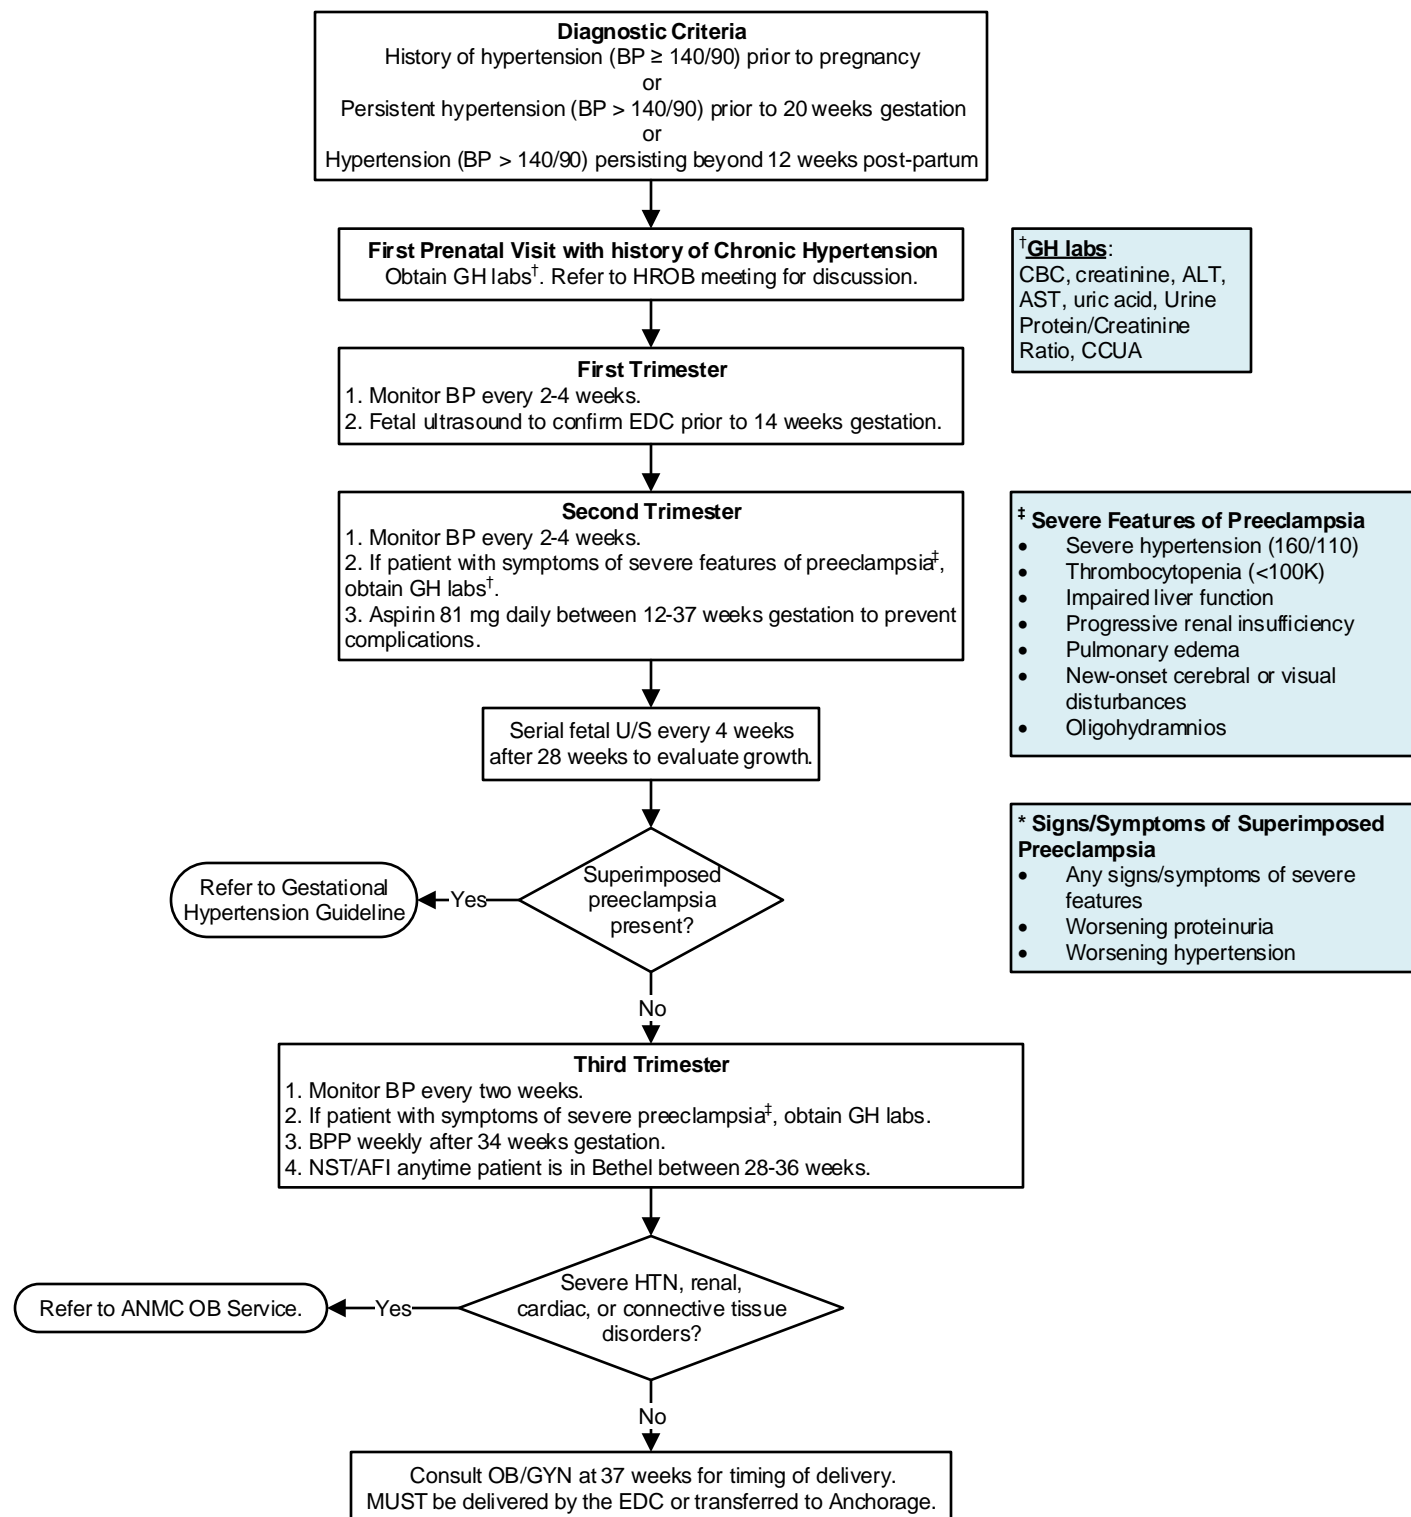 Diagnostic Criteria
History of hypertension (BP ≥ 140/90) prior to pregnancy
or
Persistent hypertension (BP > 140/90) prior to 20 weeks gestation
or
Hypertension (BP > 140/90) persisting beyond 12 weeks post-partum
First Prenatal Visit with history of Chronic Hypertension
Obtain GH labs†. Refer to HROB meeting for discussion.
†GH labs:
CBC, creatinine, ALT,
AST, uric acid, Urine
Protein/Creatinine
Ratio, CCUA
First Trimester
1. Monitor BP every 2-4 weeks.
2. Fetal ultrasound to confirm EDC prior to 14 weeks gestation.
Second Trimester
1. Monitor BP every 2-4 weeks.
2. If patient with symptoms of severe features of preeclampsia‡,
obtain GH labs†.
3. Aspirin 81 mg daily between 12-37 weeks gestation to prevent
complications.
‡ Severe Features of Preeclampsia
• Severe hypertension (160/110)
• Thrombocytopenia (<100K)
• Impaired liver function
• Progressive renal insufficiency
• Pulmonary edema
• New-onset cerebral or visual
disturbances
• Oligohydramnios
Serial fetal U/S every 4 weeks
after 28 weeks to evaluate growth.
* Signs/Symptoms of Superimposed
Preeclampsia
• Any signs/symptoms of severe
features
• Worsening proteinuria
• Worsening hypertension
Superimposed
preeclampsia
present?
Yes
Refer to Gestational
Hypertension Guideline
No
Third Trimester
1. Monitor BP every two weeks.
2. If patient with symptoms of severe preeclampsia‡, obtain GH labs.
3. BPP weekly after 34 weeks gestation.
4. NST/AFI anytime patient is in Bethel between 28-36 weeks.
Severe HTN, renal,
cardiac, or connective tissue
disorders?
Yes
Refer to ANMC OB Service.
No
Consult OB/GYN at 37 weeks for timing of delivery.
MUST be delivered by the EDC or transferred to Anchorage.